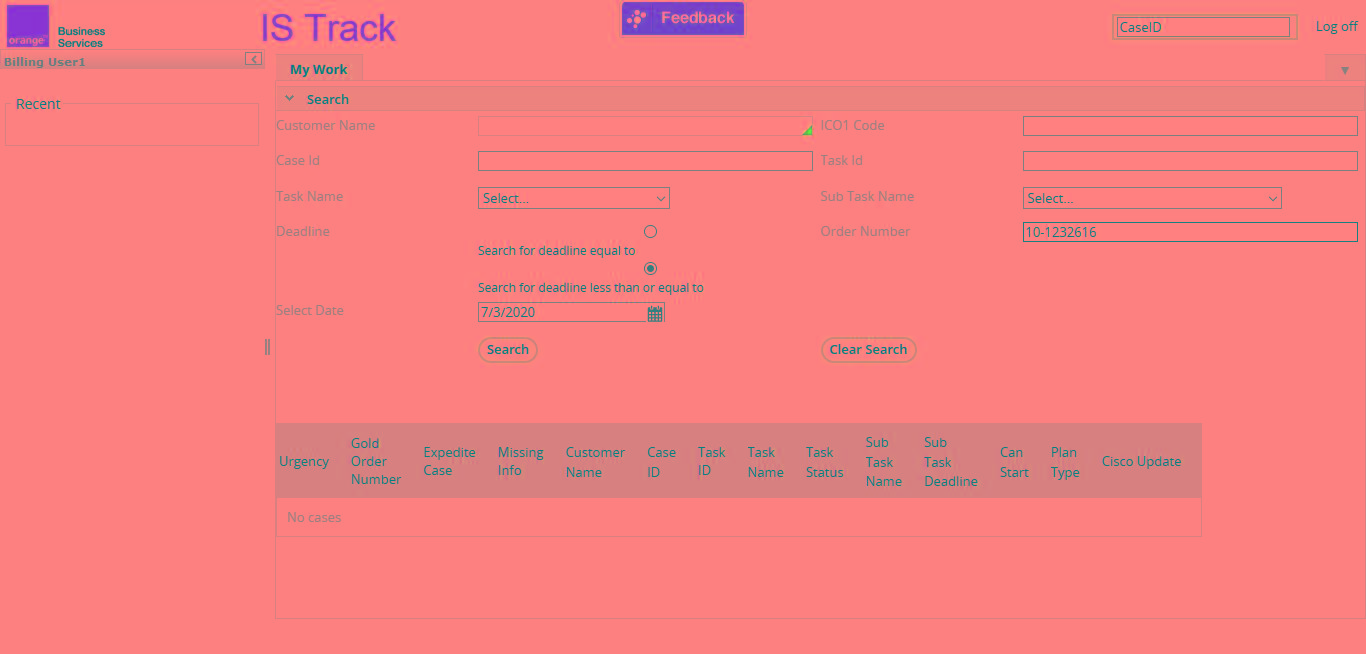 orange™
Business
Services
IS Track
Feedback
CaseID
Log off
Billing User1
My Work
Recent
Search
Customer Name
ICO1 Code
Case Id
Task Id
Task Name
Select...
Sub Task Name
Select...
Deadline
Order Number
10-1232616
Search for deadline equal to
Search for deadline less than or equal to
Select Date
7/3/2020
Search
Clear Search
Urgency
Gold
Order
Number
Expedite
Case
Missing
Info
Customer
Name
Case
ID
Task
ID
Task
Name
Task
Status
Sub
Task
Name
Sub
Task
Deadline
Can
Start
Plan
Type
Cisco Update
No cases